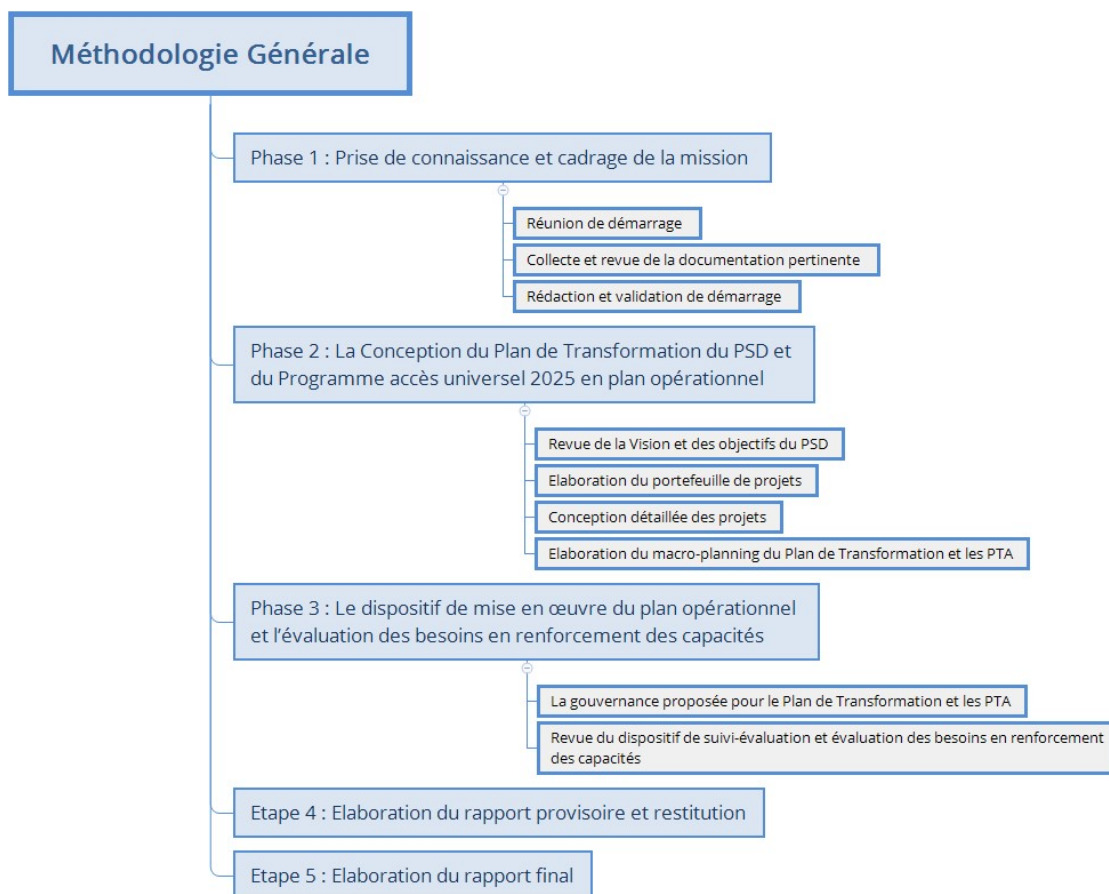 Méthodologie Générale
Phase 1 : Prise de connaissance et cadrage de la mission
Réunion de démarrage
Collecte et revue de la documentation pertinente
Rédaction et validation de démarrage
Phase 2 : La Conception du Plan de Transformation du PSD et
du Programme accès universel 2025 en plan opérationnel
Revue de la Vision et des objectifs du PSD
Elaboration du portefeuille de projets
Conception détaillée des projets
Elaboration du macro-planning du Plan de Transformation et les PTA
Phase 3 : Le dispositif de mise en œuvre du plan opérationnel
et l’évaluation des besoins en renforcement des capacités
La gouvernance proposée pour le Plan de Transformation et les PTA
Revue du dispositif de suivi-évaluation et évaluation des besoins en renforcement
des capacités
Etape 4 : Elaboration du rapport provisoire et restitution
Etape 5 : Elaboration du rapport final